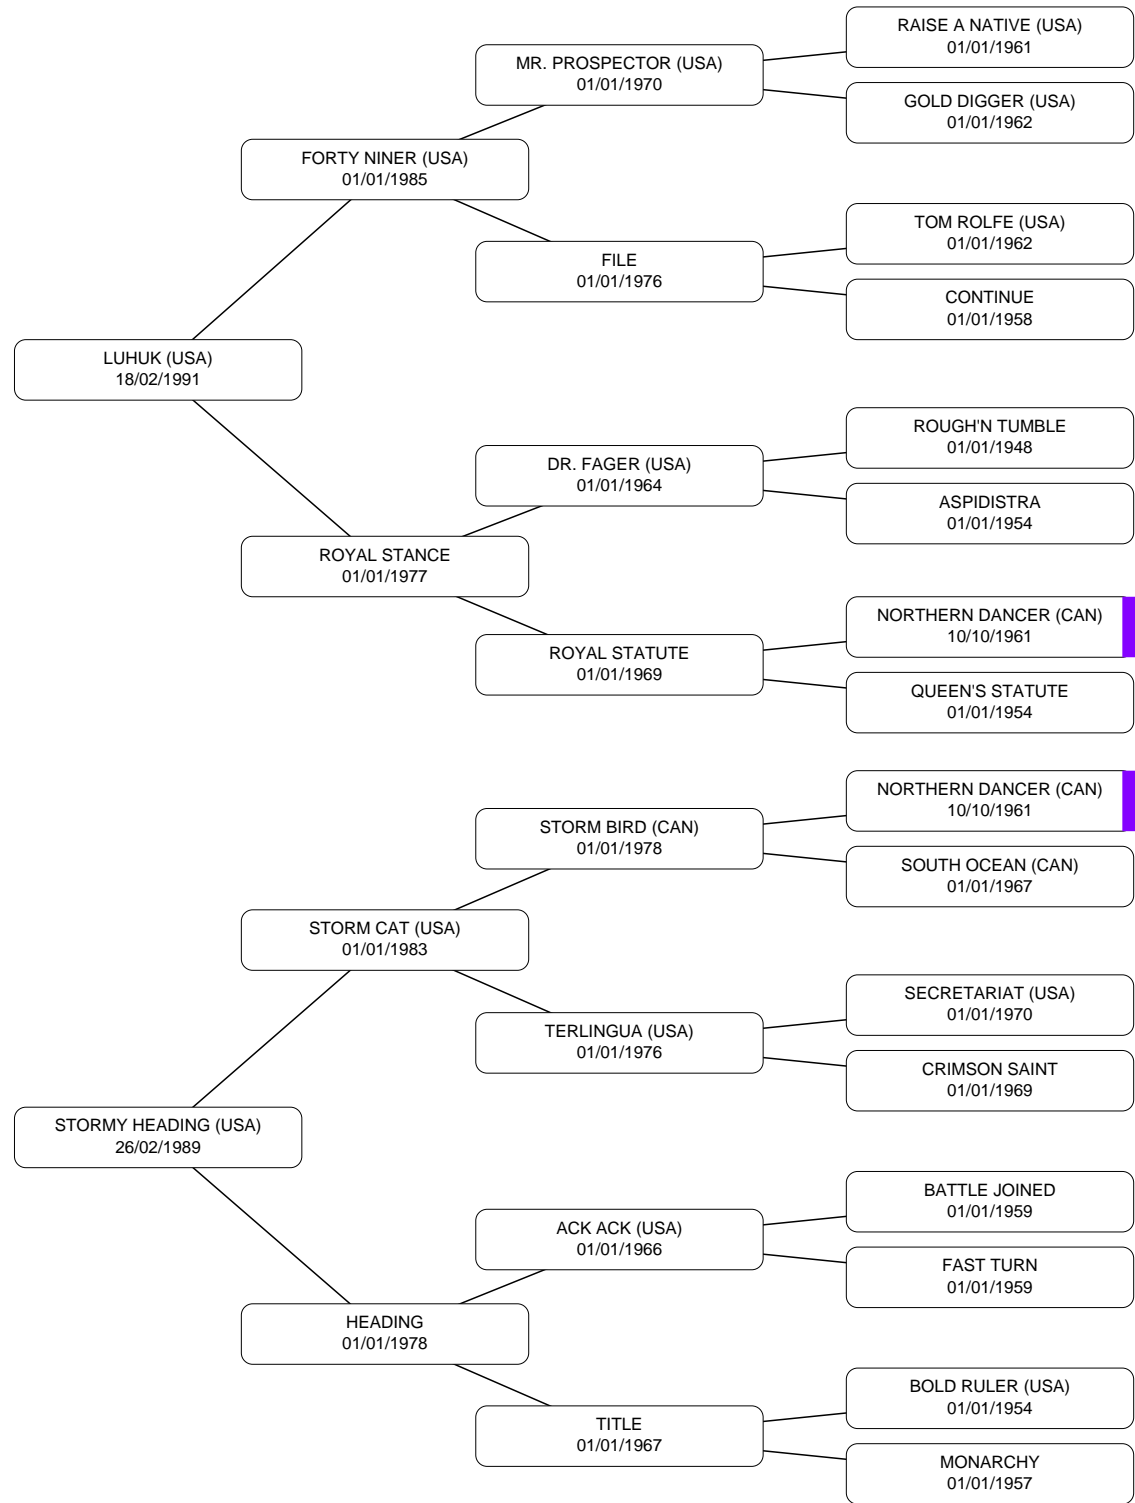 RAISE A NATIVE (USA)
01/01/1961
MR. PROSPECTOR (USA)
01/01/1970
GOLD DIGGER (USA)
01/01/1962
FORTY NINER (USA)
01/01/1985
TOM ROLFE (USA)
01/01/1962
FILE
01/01/1976
CONTINUE
01/01/1958
LUHUK (USA)
18/02/1991
ROUGH'N TUMBLE
01/01/1948
DR. FAGER (USA)
01/01/1964
ASPIDISTRA
01/01/1954
ROYAL STANCE
01/01/1977
NORTHERN DANCER (CAN)
10/10/1961
ROYAL STATUTE
01/01/1969
QUEEN'S STATUTE
01/01/1954
NORTHERN DANCER (CAN)
10/10/1961
STORM BIRD (CAN)
01/01/1978
SOUTH OCEAN (CAN)
01/01/1967
STORM CAT (USA)
01/01/1983
SECRETARIAT (USA)
01/01/1970
TERLINGUA (USA)
01/01/1976
CRIMSON SAINT
01/01/1969
STORMY HEADING (USA)
26/02/1989
BATTLE JOINED
01/01/1959
ACK ACK (USA)
01/01/1966
FAST TURN
01/01/1959
HEADING
01/01/1978
BOLD RULER (USA)
01/01/1954
TITLE
01/01/1967
MONARCHY
01/01/1957